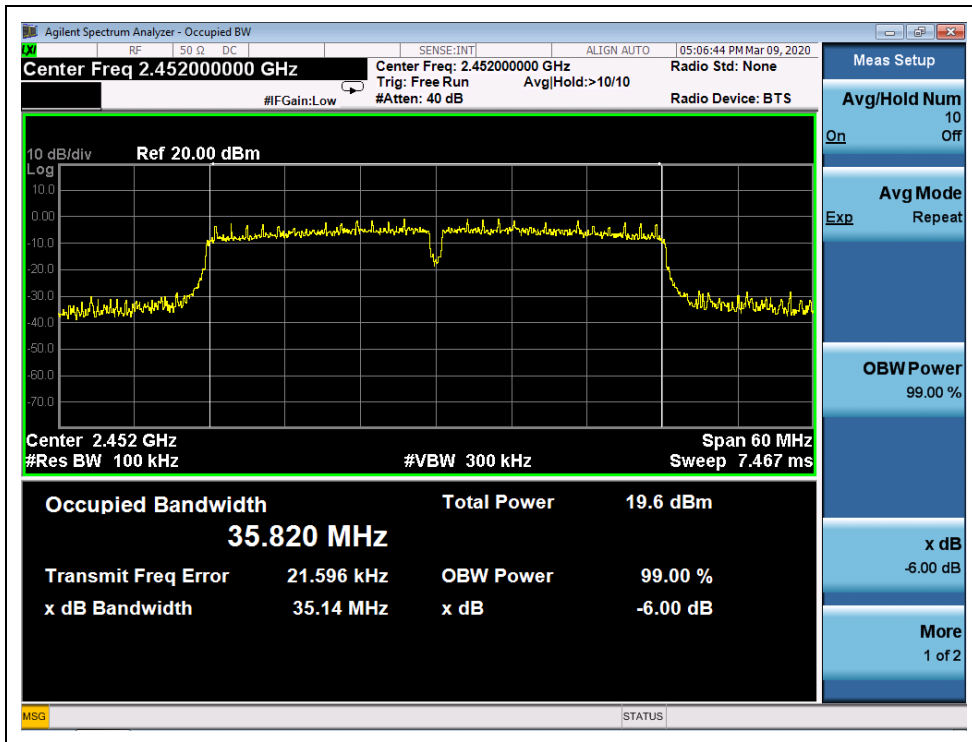 Agilent Spectrum Analyzer - Occupied BW
LXI RF 50 Ω DC SENSE:INT ALIGN AUTO 05:06:44 PM Mar 09, 2020
Center Freq 2.452000000 GHz
Center Freq: 2.452000000 GHz
Radio Std: None
Trig: Free Run Avg|Hold:>10/10
#IFGain:Low
#Atten: 40 dB
Radio Device: BTS
10 dB/div Ref 20.00 dBm
Log
10.0
0.00
-10.0
-20.0
-30.0
-40.0
-50.0
-60.0
-70.0
Center 2.452 GHz Span 60 MHz
#Res BW 100 kHz #VBW 300 kHz Sweep 7.467 ms
Occupied Bandwidth Total Power 19.6 dBm
35.820 MHz
Transmit Freq Error 21.596 kHz OBW Power 99.00 %
x dB Bandwidth 35.14 MHz x dB -6.00 dB
Meas Setup
Avg/Hold Num
10
On Off
Avg Mode
Exp Repeat
OBW Power
99.00 %
x dB
-6.00 dB
More
1 of 2
MSG STATUS